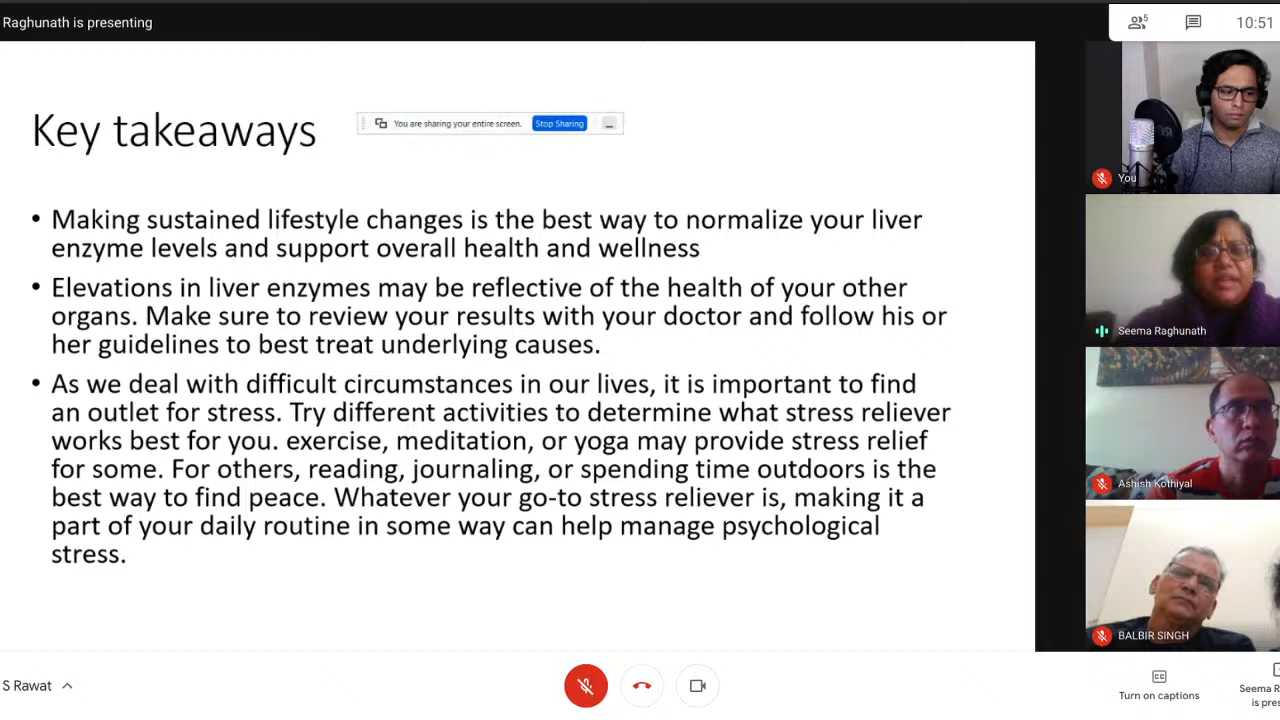 Raghunath is presenting
5
10:51
Key takeaways
You are sharing your entire screen.
Stop Sharing
• Making sustained lifestyle changes is the best way to normalize your liver
enzyme levels and support overall health and wellness
• Elevations in liver enzymes may be reflective of the health of your other
organs. Make sure to review your results with your doctor and follow his or
her guidelines to best treat underlying causes.
• As we deal with difficult circumstances in our lives, it is important to find
an outlet for stress. Try different activities to determine what stress reliever
works best for you. exercise, meditation, or yoga may provide stress relief
for some. For others, reading, journaling, or spending time outdoors is the
best way to find peace. Whatever your go-to stress reliever is, making it a
part of your daily routine in some way can help manage psychological
stress.
You
Seema Raghunath
Ashish Kothiyal
BALBIR SINGH
S Rawat
CC
Turn on captions
Seema R
is pres